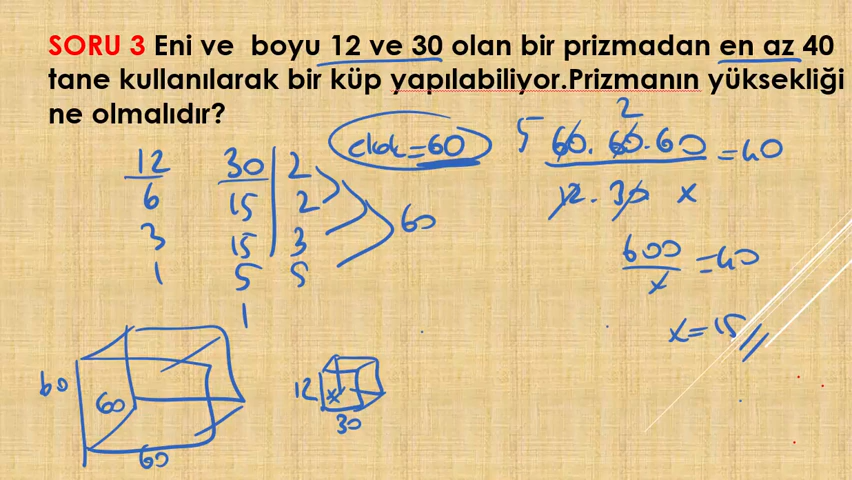 SORU 3 Eni ve boyu 12 ve 30 olan bir prizmadan en az 40
tane kullanılarak bir küp yapılabiliyor.Prizmanın yüksekliği
ne olmalıdır?
12 30 | 2
6 15 | 2
3 15 | 3
1 5 5
1
60
ekok=60
5 2
60.60.60 =40
12.30 x
600 =40
x
x=15
60
60
60
12
x
30